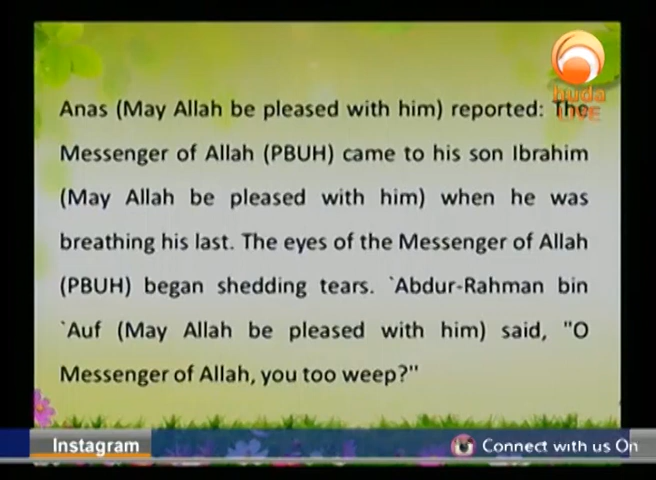 huda
LIVE
Anas (May Allah be pleased with him) reported: The
Messenger of Allah (PBUH) came to his son Ibrahim
(May Allah be pleased with him) when he was
breathing his last. The eyes of the Messenger of Allah
(PBUH) began shedding tears. `Abdur-Rahman bin
`Auf (May Allah be pleased with him) said, "O
Messenger of Allah, you too weep?"
Instagram
Connect with us On